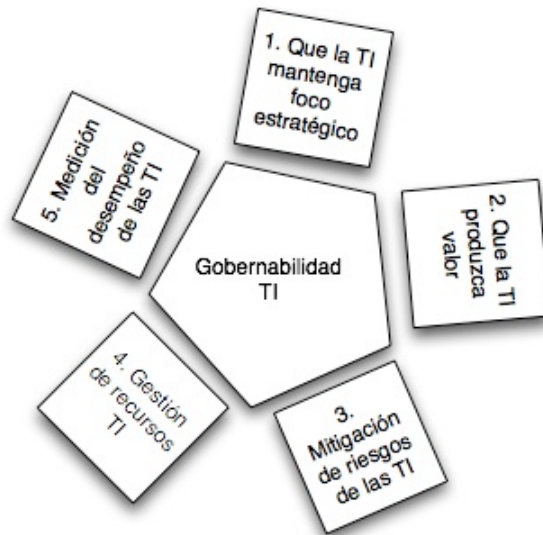 Gobernabilidad
TI
1. Que la TI
mantenga
foco
estratégico
2. Que la TI
produzca
valor
3.
Mitigación
de riesgos
de las TI
4. Gestión
de recursos
TI
5. Medición
del
desempeño
de las TI